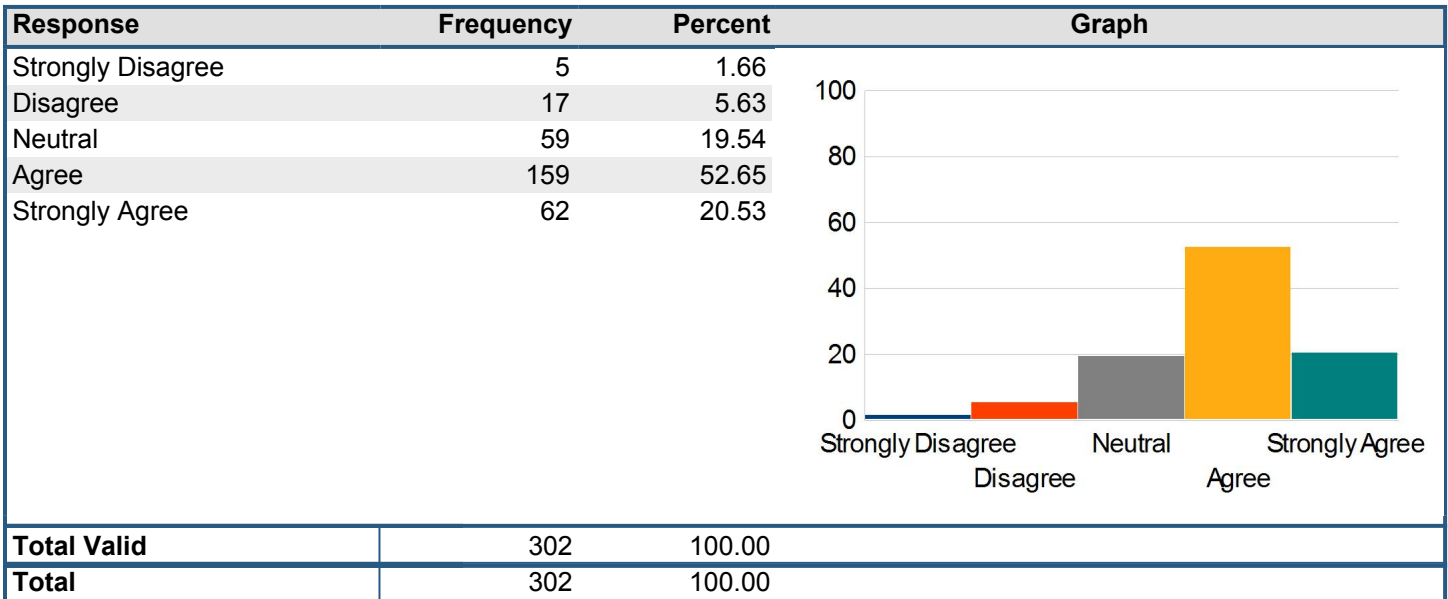 Response Frequency Percent Graph
Strongly Disagree 5 1.66
Disagree 17 5.63
Neutral 59 19.54
Agree 159 52.65
Strongly Agree 62 20.53
100
80
60
40
20
0
Strongly Disagree Neutral Strongly Agree
Disagree Agree
Total Valid 302 100.00
Total 302 100.00